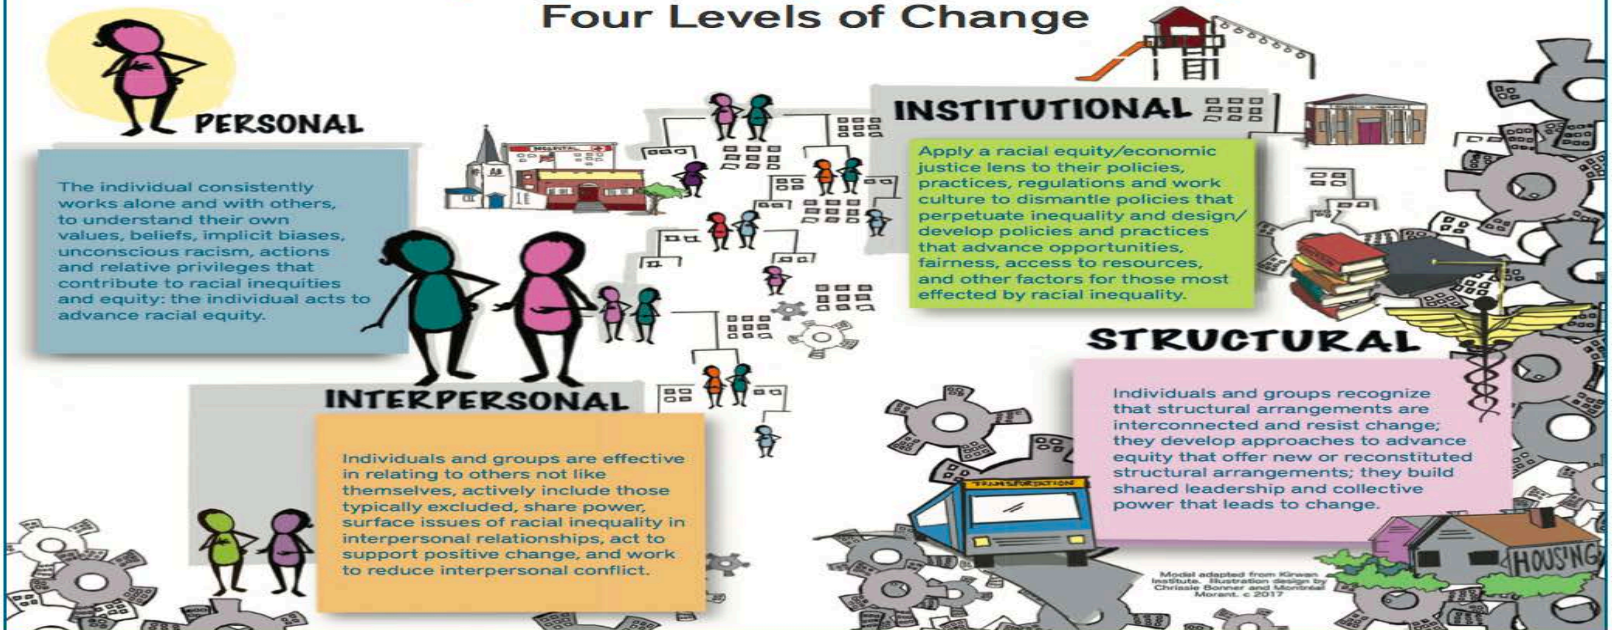 Four Levels of Change
PERSONAL
The individual consistently
works alone and with others,
to understand their own
values, beliefs, implicit biases,
unconscious racism, actions
and relative privileges that
contribute to racial inequities
and equity: the individual acts to
advance racial equity.
HOSPITAL
INTERPERSONAL
Individuals and groups are effective
in relating to others not like
themselves, actively include those
typically excluded, share power,
surface issues of racial inequality in
interpersonal relationships, act to
support positive change, and work
to reduce interpersonal conflict.
INSTITUTIONAL
Apply a racial equity/economic
justice lens to their policies,
practices, regulations and work
culture to dismantle policies that
perpetuate inequality and design/
develop policies and practices
that advance opportunities,
fairness, access to resources,
and other factors for those most
effected by racial inequality.
STRUCTURAL
Individuals and groups recognize
that structural arrangements are
interconnected and resist change;
they develop approaches to advance
equity that offer new or reconstituted
structural arrangements; they build
shared leadership and collective
power that leads to change.
TRANSPORTATION
HOUSING
Model adapted from Kirwan
Institute. Illustration design by
Chrissie Bonner and Montreal
Morant. c 2017